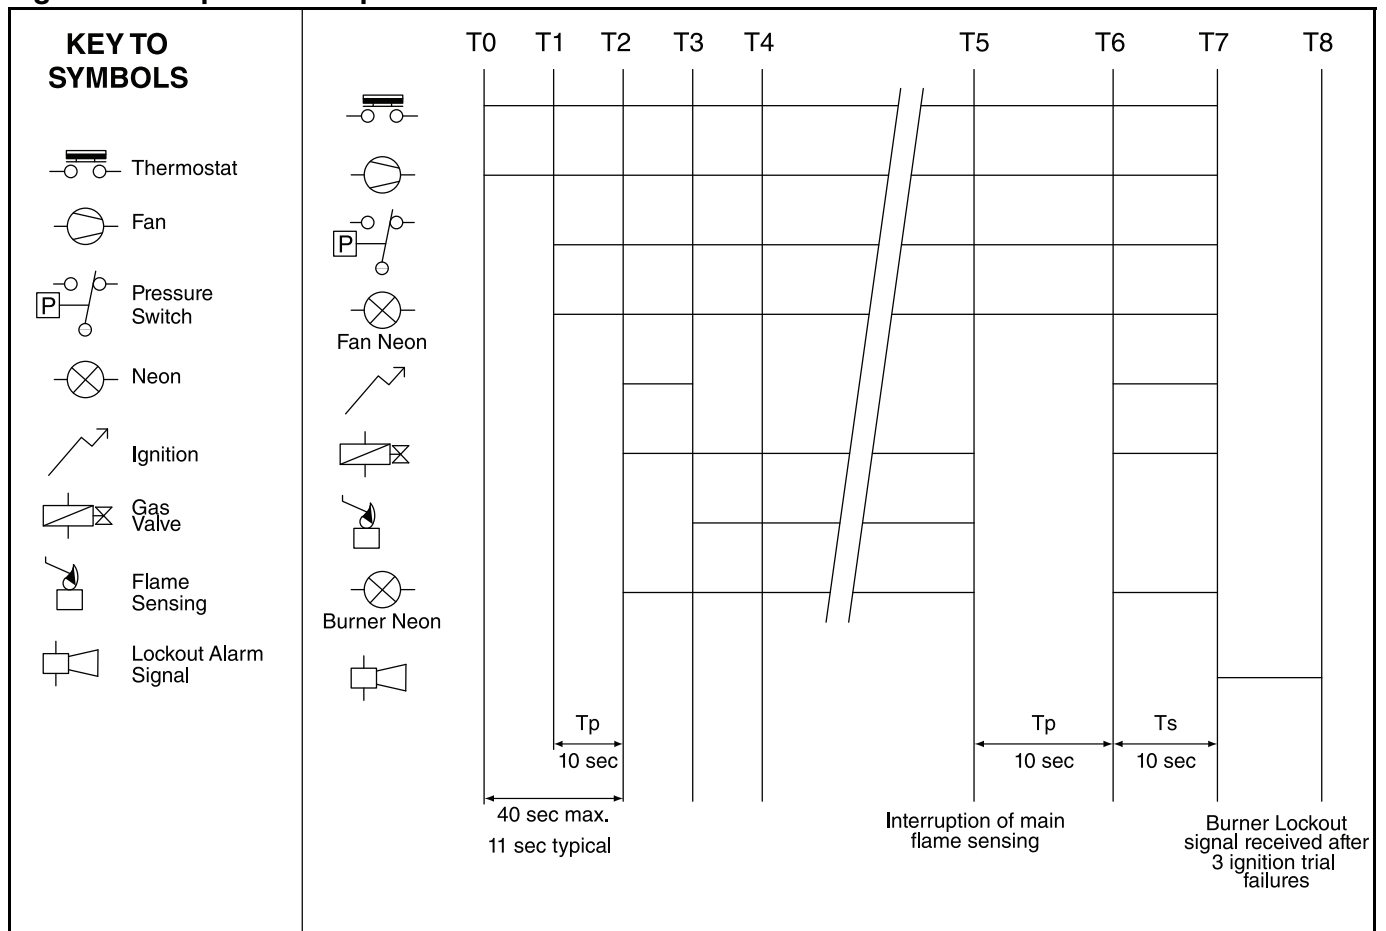 KEY TO
SYMBOLS
Thermostat
Fan
P
Pressure
Switch
Neon
Ignition
Gas
Valve
Flame
Sensing
Lockout Alarm
Signal
T0 T1 T2 T3 T4 T5 T6 T7 T8
P
Fan Neon
Burner Neon
Tp
10 sec
Tp
10 sec
Ts
10 sec
40 sec max.
11 sec typical
Interruption of main
flame sensing
Burner Lockout
signal received after
3 ignition trial
failures